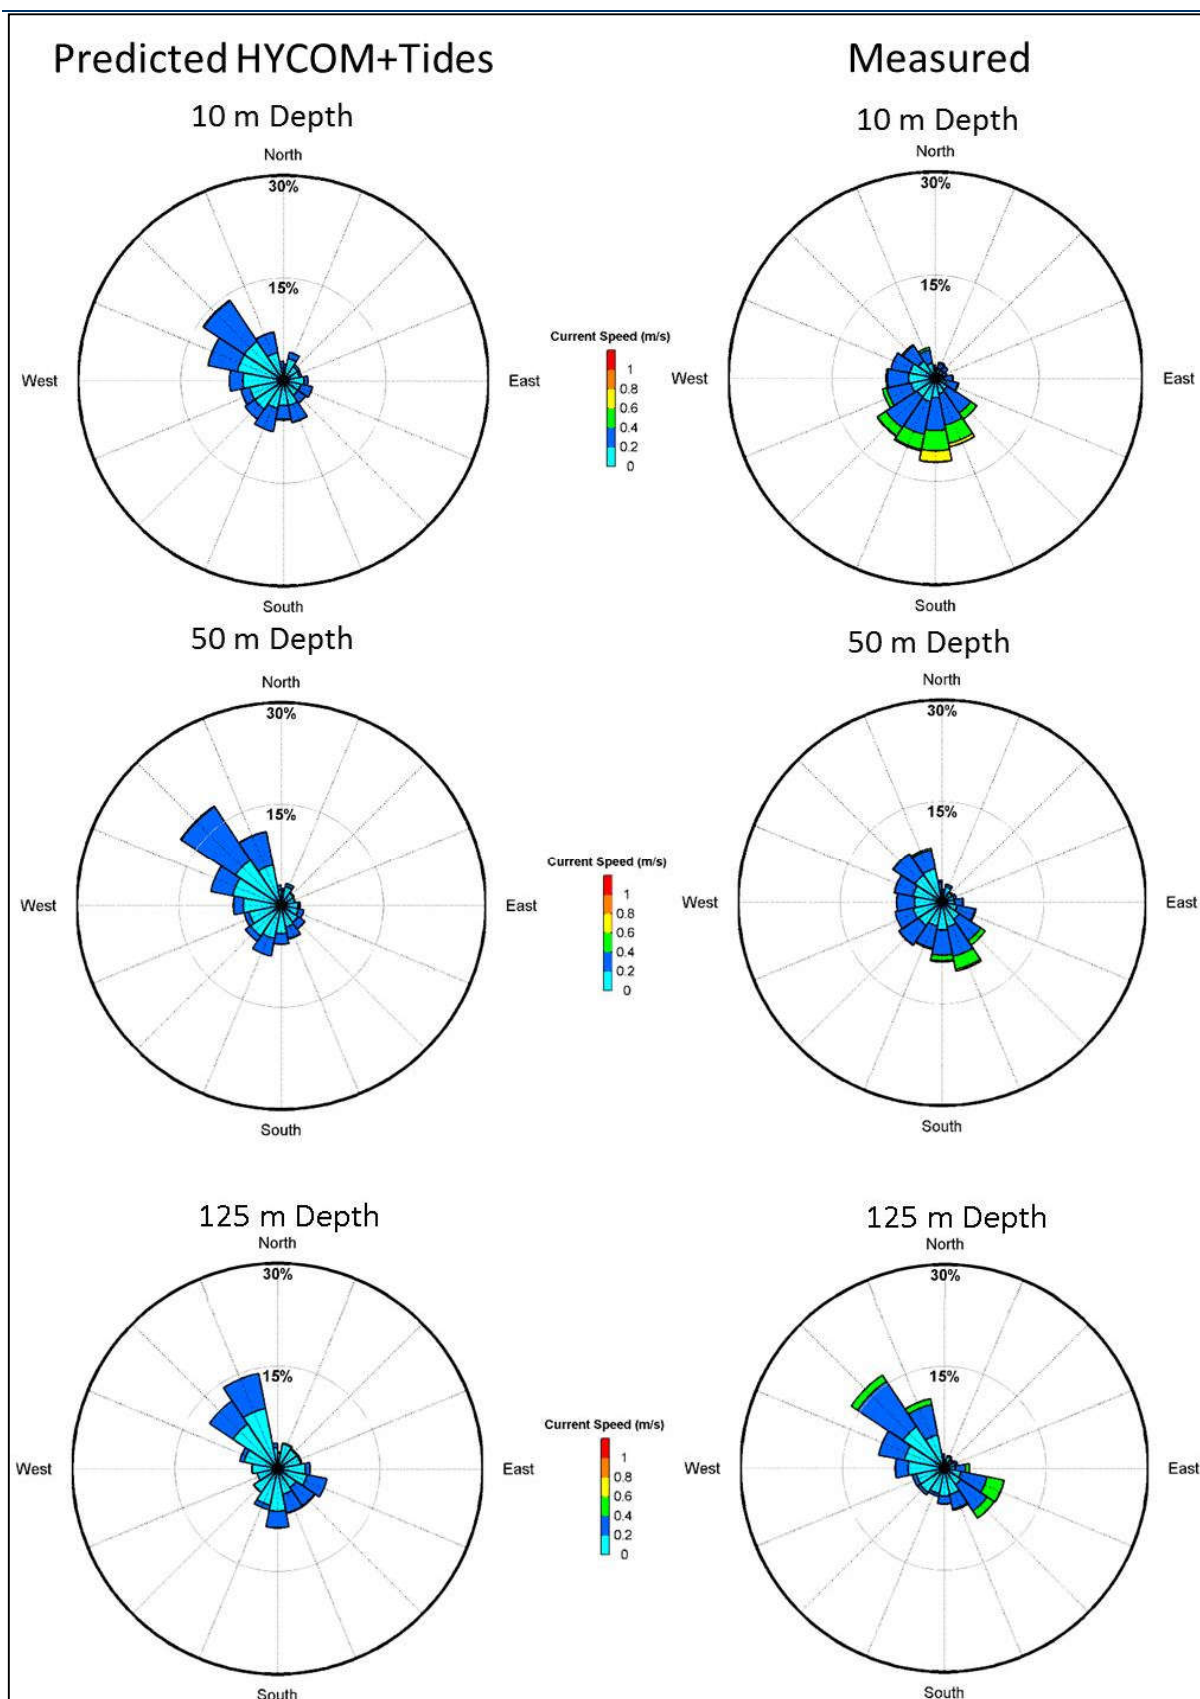 Predicted HYCOM+Tides
Measured
10 m Depth
10 m Depth
North
30%
15%
West
East
South
Current Speed (m/s)
1
0.8
0.6
0.4
0.2
0
North
30%
15%
West
East
South
50 m Depth
50 m Depth
North
30%
15%
West
East
South
Current Speed (m/s)
1
0.8
0.6
0.4
0.2
0
North
30%
15%
West
East
South
125 m Depth
125 m Depth
North
30%
15%
West
East
South
Current Speed (m/s)
1
0.8
0.6
0.4
0.2
0
North
30%
15%
West
East
South